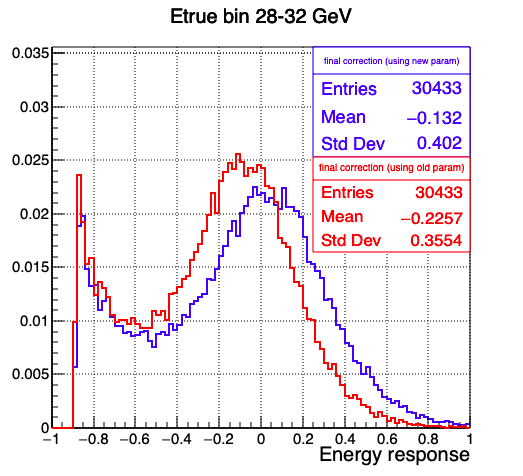 Etrue bin 28-32 GeV
final correction (using new param)
Entries 30433
Mean −0.132
Std Dev 0.402
final correction (using old param)
Entries 30433
Mean −0.2257
Std Dev 0.3554
0.035
0.03
0.025
0.02
0.015
0.01
0.005
0
−1 −0.8 −0.6 −0.4 −0.2 0 0.2 0.4 0.6 0.8 1
Energy response